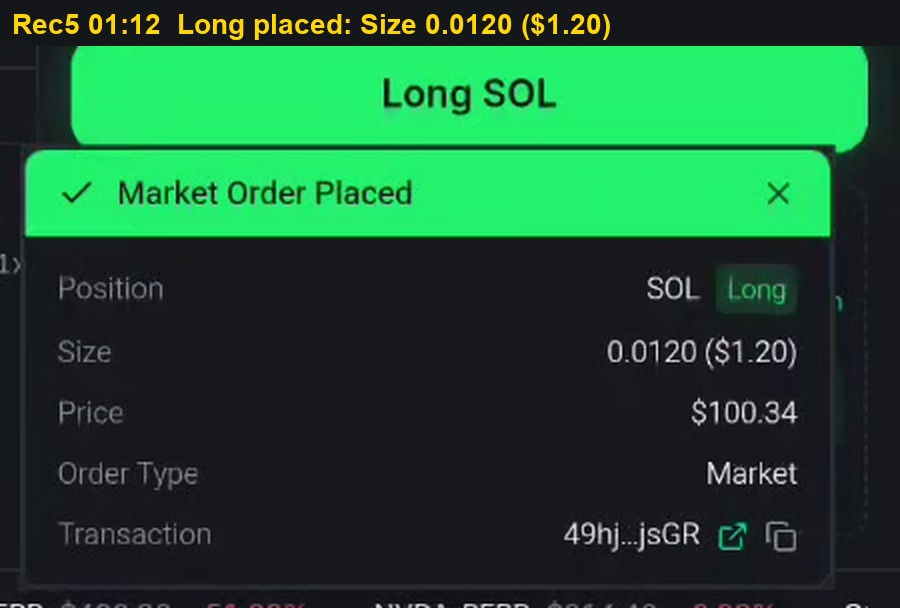 Rec5 01:12 Long placed: Size 0.0120 ($1.20)
Long SOL
Market Order Placed
Position SOL Long
Size 0.0120 ($1.20)
Price $100.34
Order Type Market
Transaction 49hj...jsGR